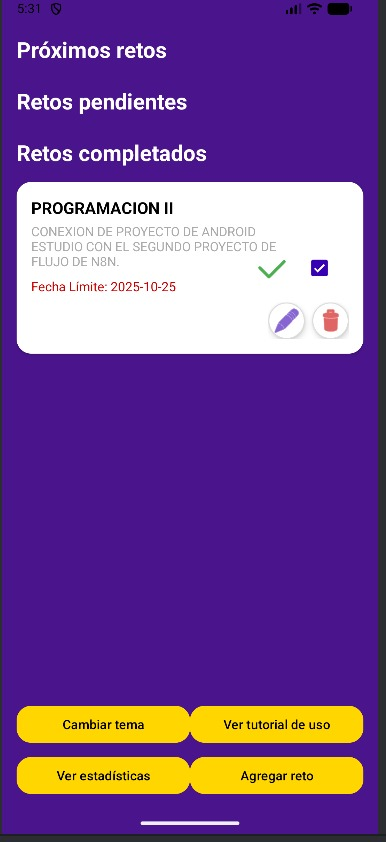 5:31
Próximos retos
Retos pendientes
Retos completados
PROGRAMACION II
CONEXION DE PROYECTO DE ANDROID
ESTUDIO CON EL SEGUNDO PROYECTO DE
FLUJO DE N8N.
Fecha Límite: 2025-10-25
Cambiar tema
Ver tutorial de uso
Ver estadísticas
Agregar reto